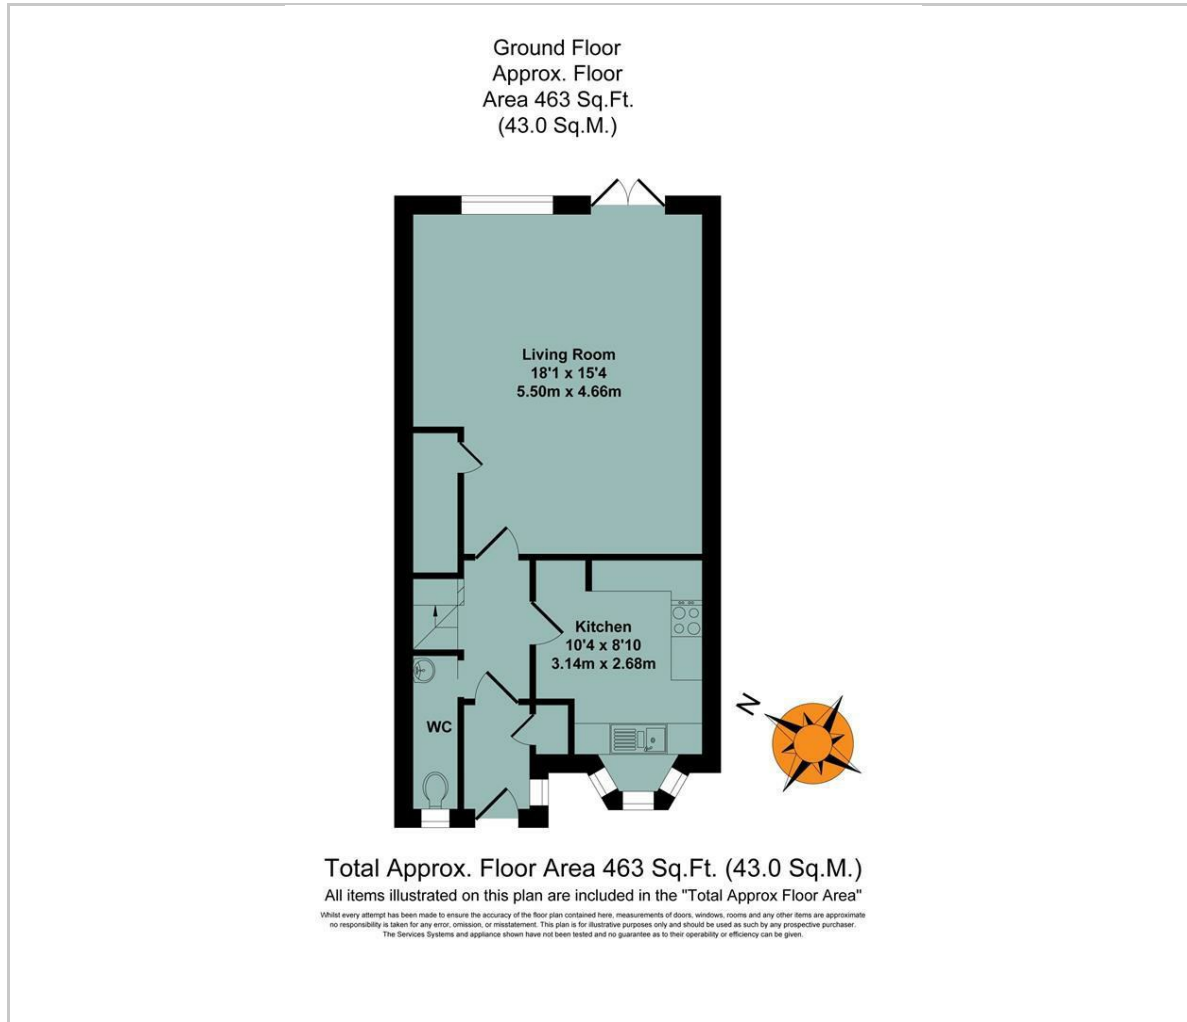 Ground Floor
Approx. Floor
Area 463 Sq.Ft.
(43.0 Sq.M.)
Living Room
18'1 x 15'4
5.50m x 4.66m
Kitchen
10'4 x 8'10
3.14m x 2.68m
WC
N
Total Approx. Floor Area 463 Sq.Ft. (43.0 Sq.M.)
All items illustrated on this plan are included in the "Total Approx Floor Area"
Whilst every attempt has been made to ensure the accuracy of the floor plan contained here, measurements of doors, windows, rooms and any other items are approximate
no responsibility is taken for any error, omission, or misstatement. This plan is for illustrative purposes only and should be used as such by any prospective purchaser.
The Services Systems and appliance shown have not been tested and no guarantee as to their operability or efficiency can be given.